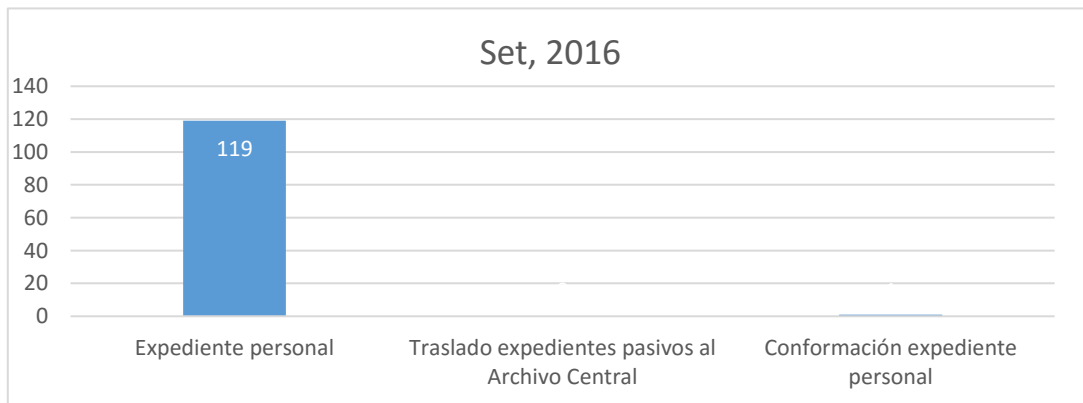 Set, 2016
140
120
100
80
60
40
20
0
119
Expediente personal
Traslado expedientes pasivos al
Archivo Central
Conformación expediente
personal